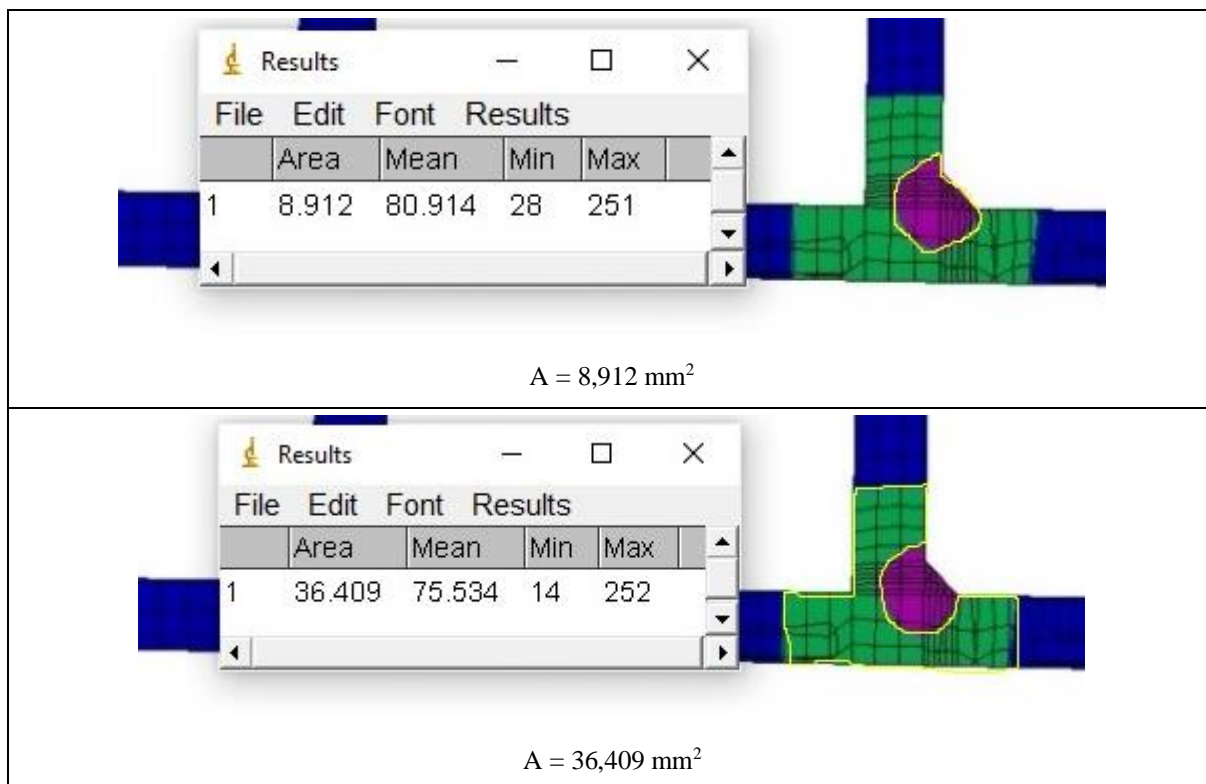 Results
File Edit Font Results
Area Mean Min Max
1 8.912 80.914 28 251
A = 8,912 mm²
Results
File Edit Font Results
Area Mean Min Max
1 36.409 75.534 14 252
A = 36,409 mm²